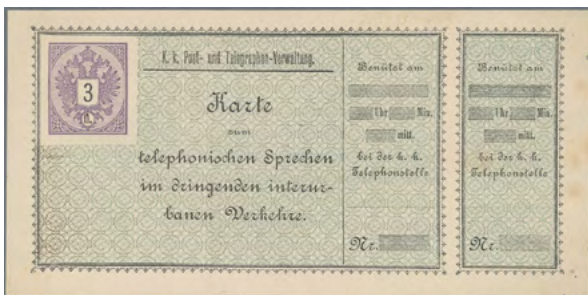 3
fl.
K. k. Post- und Telegraphen-Verwaltung.
Karte
zum
telephonischen Sprechen
im dringenden interur-
banen Verkehre.
Benützt am
Uhr Min.
mitt.
bei der k. k.
Telephonstelle
Nr.
Benützt am
Uhr Min.
mitt.
bei der k. k.
Telephonstelle
Nr.